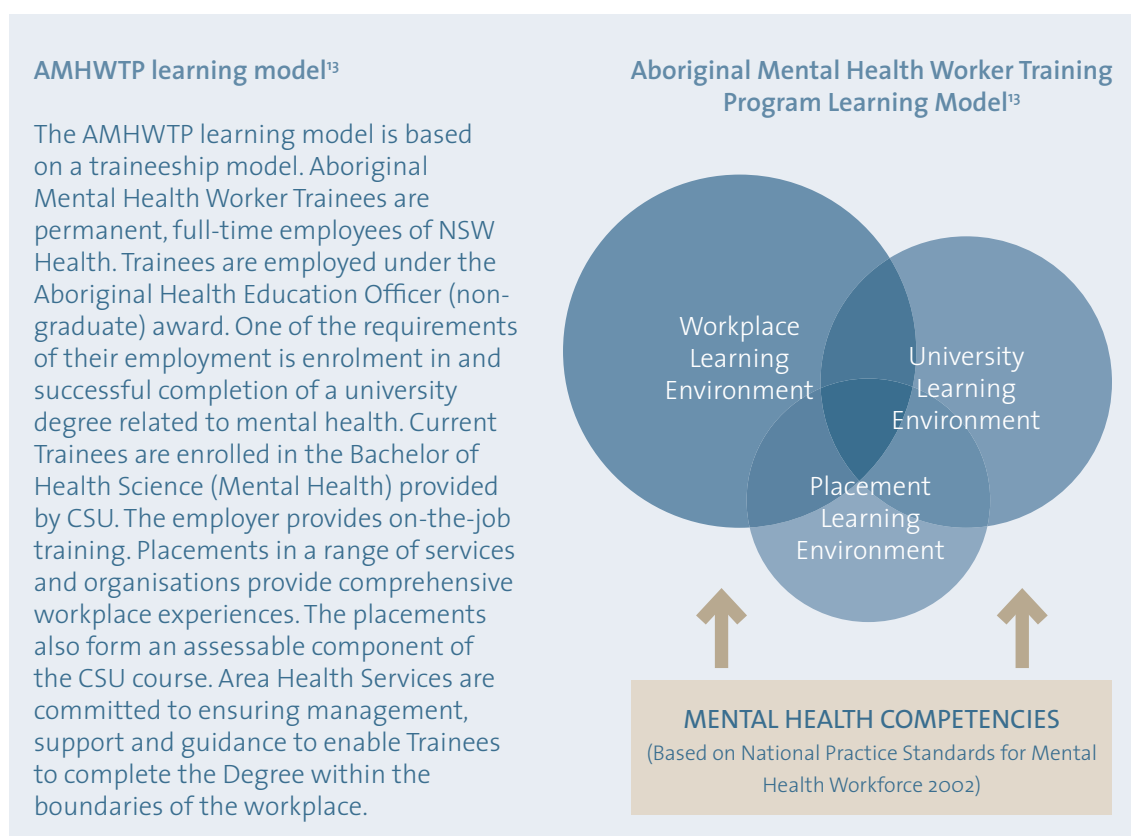 AMHWTP learning model¹³
The AMHWTP learning model is based
on a traineeship model. Aboriginal
Mental Health Worker Trainees are
permanent, full-time employees of NSW
Health. Trainees are employed under the
Aboriginal Health Education Officer (non-
graduate) award. One of the requirements
of their employment is enrolment in and
successful completion of a university
degree related to mental health. Current
Trainees are enrolled in the Bachelor of
Health Science (Mental Health) provided
by CSU. The employer provides on-the-job
training. Placements in a range of services
and organisations provide comprehensive
workplace experiences. The placements
also form an assessable component of
the CSU course. Area Health Services are
committed to ensuring management,
support and guidance to enable Trainees
to complete the Degree within the
boundaries of the workplace.
Aboriginal Mental Health Worker Training
Program Learning Model¹³
Workplace
Learning
Environment
University
Learning
Environment
Placement
Learning
Environment
MENTAL HEALTH COMPETENCIES
(Based on National Practice Standards for Mental
Health Workforce 2002)